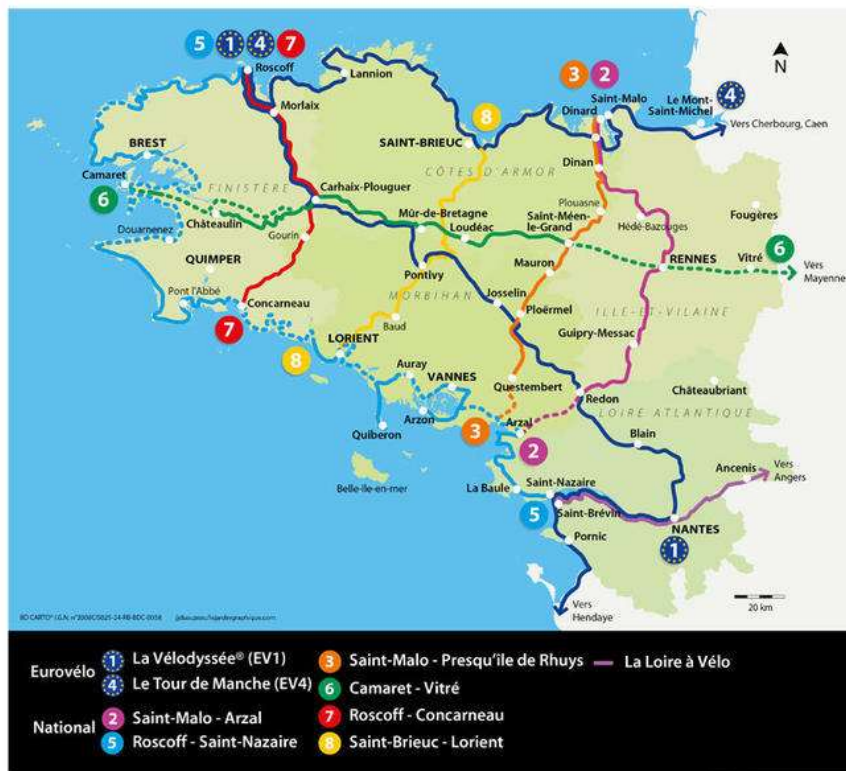 5 1 4 7
Roscoff
Lannion
Morlaix
3 2
Saint-Malo
Dinard
Le Mont-
Saint-Michel
4
Vers Cherbourg, Caen
N
8
SAINT-BRIEUC
CÔTES D'ARMOR
Dinan
BREST
Camaret
6
FINISTÈRE
Châteaulin
Carhaix-Plouguer
Mûr-de-Bretagne
Loudéac
Saint-Méen-
le-Grand
Plouasne
Hédé-Bazouges
Fougères
6
RENNES
Vitré
Vers
Mayenne
Douarnenez
Gourin
QUIMPER
Pont l'Abbé
Concarneau
7
Pontivy
MORBIHAN
Mauron
Josselin
Ploërmel
ILLE-ET-VILAINE
Baud
LORIENT
8
Guipry-Messac
Auray
VANNES
Questembert
Redon
Châteaubriant
LOIRE ATLANTIQUE
Quiberon
Arzon
3
Arzal
2
Blain
Belle-île-en-mer
La Baule
Saint-Nazaire
5
Saint-Brévin
Ancenis
Vers
Angers
NANTES
1
Pornic
Vers
Hendaye
20 km
Eurovélo
1 La Vélodyssée® (EV1)
4 Le Tour de Manche (EV4)
National
2 Saint-Malo - Arzal
5 Roscoff - Saint-Nazaire
3 Saint-Malo - Presqu'ile de Rhuys
6 Camaret - Vitré
7 Roscoff - Concarneau
8 Saint-Brieuc - Lorient
La Loire à Vélo